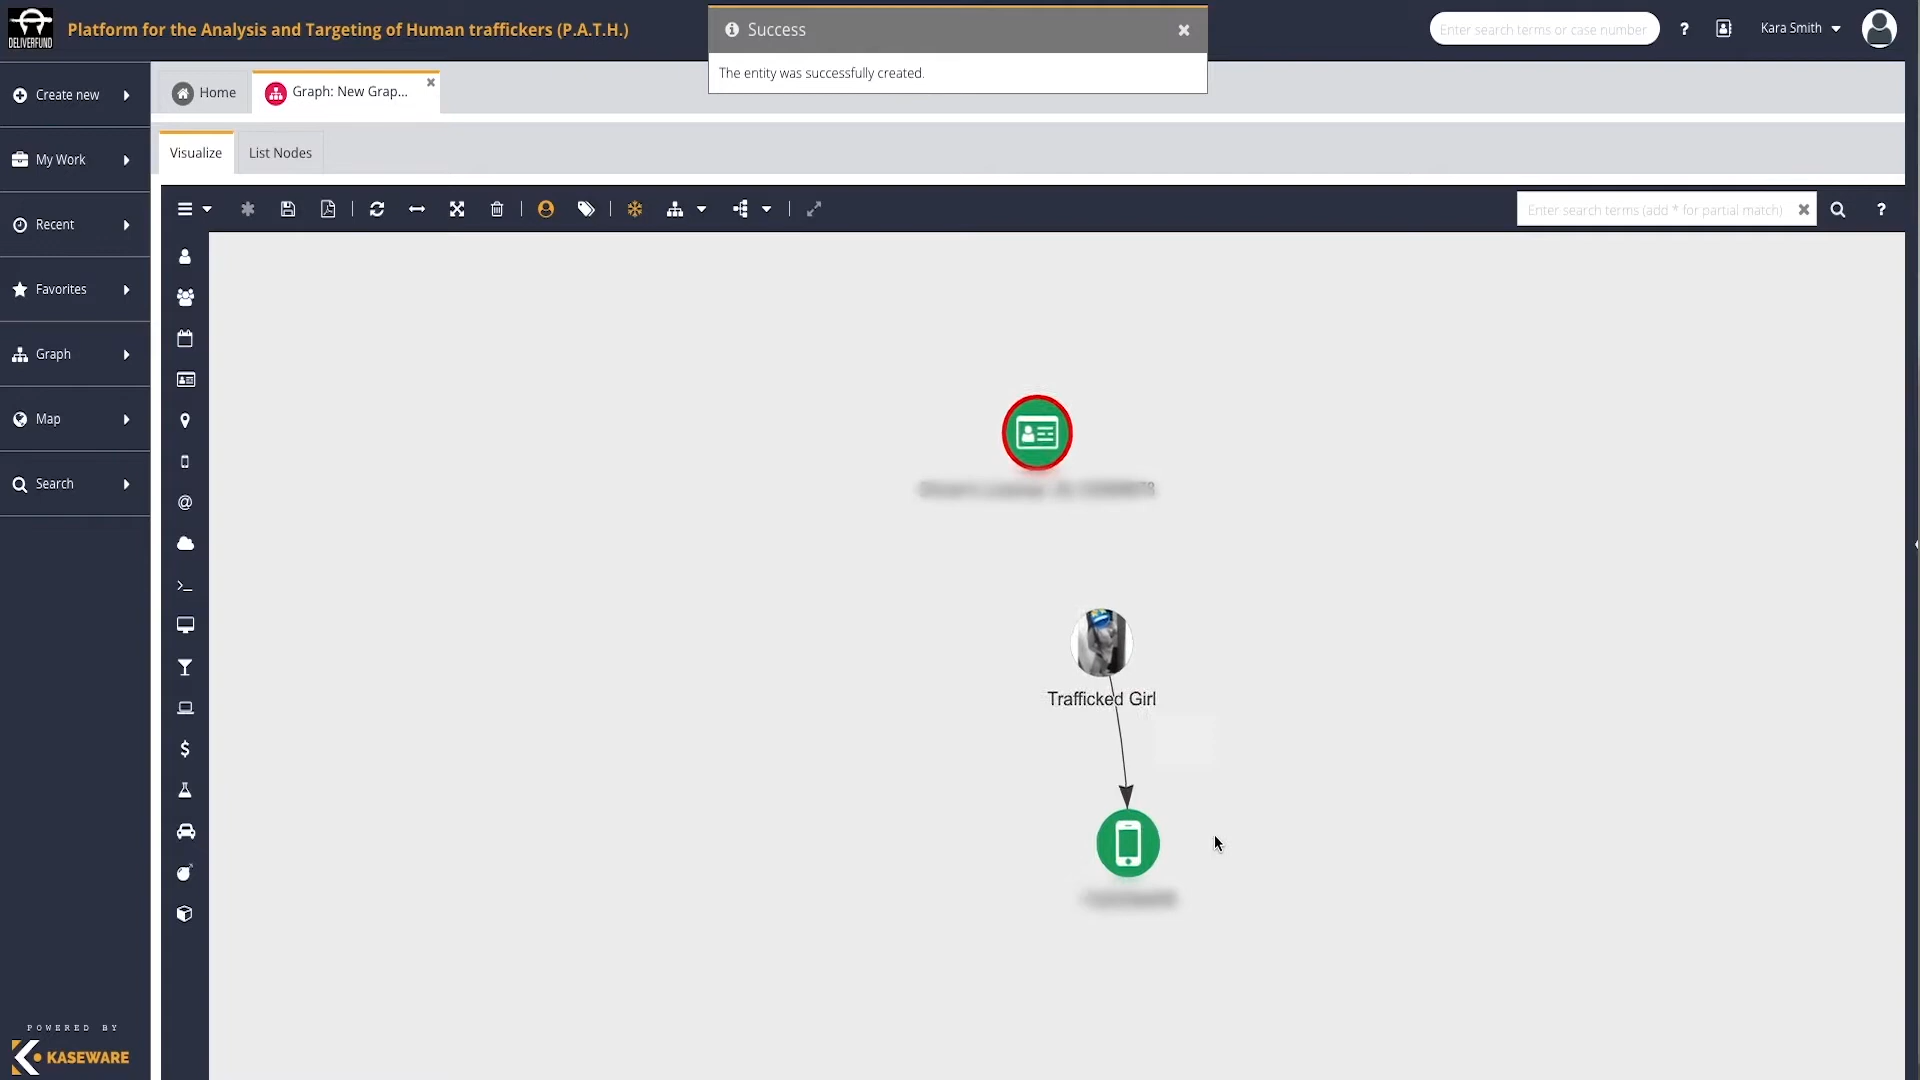 DELIVERFUND
Platform for the Analysis and Targeting of Human traffickers (P.A.T.H.)
Success
The entity was successfully created.
Enter search terms or case number
?
Kara Smith
Create new
My Work
Recent
Favorites
Graph
Map
Search
Home
Graph: New Grap...
Visualize
List Nodes
Enter search terms (add * for partial match)
?
Trafficked Girl
POWERED BY
KASEWARE